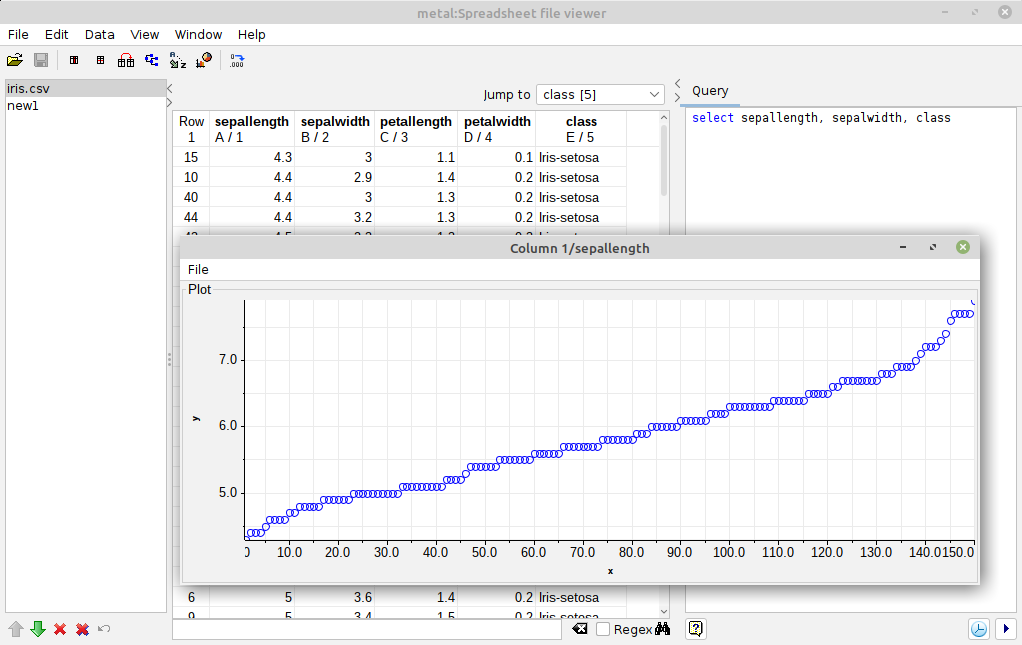 metal:Spreadsheet file viewer
File Edit Data View Window Help
iris.csv
new1
Jump to class [5]
Row sepallength sepalwidth petallength petalwidth class
1 A / 1 B / 2 C / 3 D / 4 E / 5
15 4.3 3 1.1 0.1 Iris-setosa
10 4.4 2.9 1.4 0.2 Iris-setosa
40 4.4 3 1.3 0.2 Iris-setosa
44 4.4 3.2 1.3 0.2 Iris-setosa
Query
select sepallength, sepalwidth, class
Column 1/sepallength
File
Plot
7.0
6.0
5.0
y
0 10.0 20.0 30.0 40.0 50.0 60.0 70.0 80.0 90.0 100.0 110.0 120.0 130.0 140.0 150.0
x
6 5 3.6 1.4 0.2 Iris-setosa
9 5 3.4 1.5 0.2 Iris-setosa
Regex